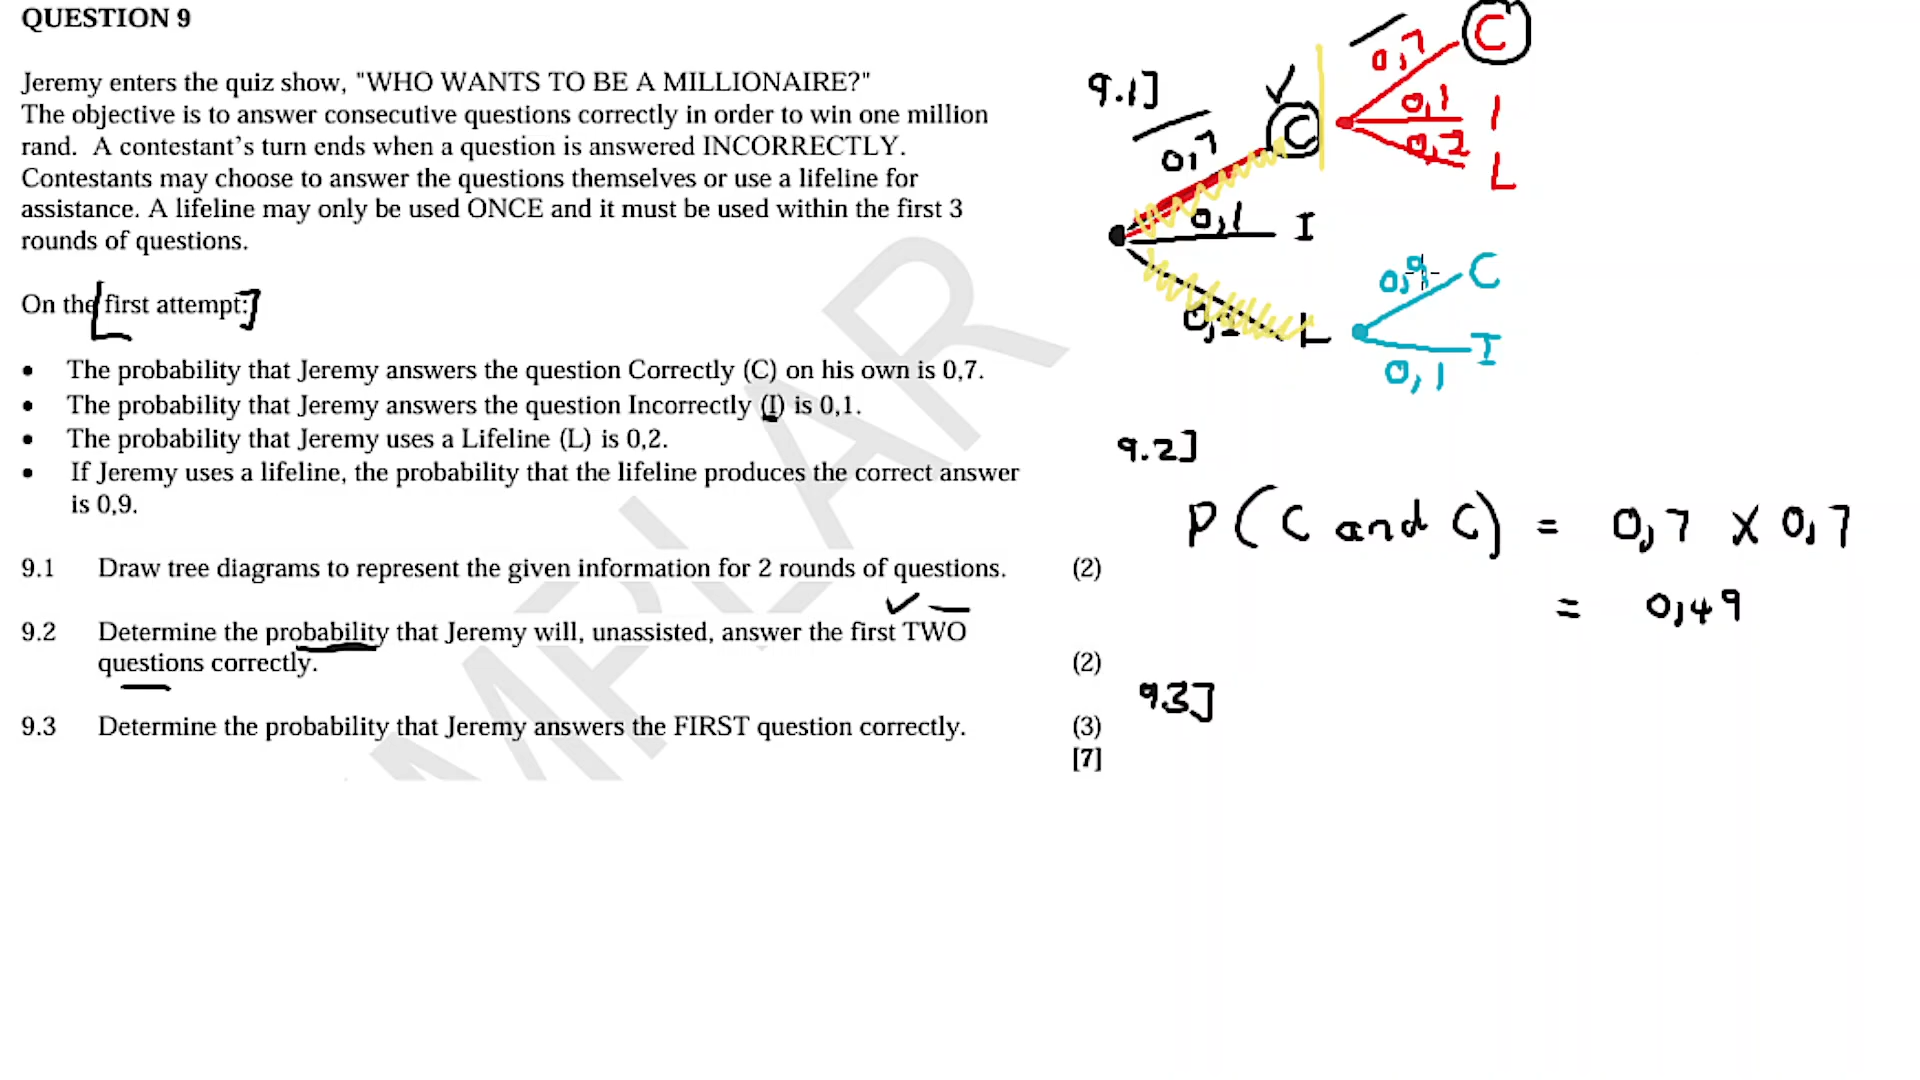 QUESTION 9
Jeremy enters the quiz show, "WHO WANTS TO BE A MILLIONAIRE?"
The objective is to answer consecutive questions correctly in order to win one million
rand. A contestant’s turn ends when a question is answered INCORRECTLY.
Contestants may choose to answer the questions themselves or use a lifeline for
assistance. A lifeline may only be used ONCE and it must be used within the first 3
rounds of questions.
On the [first attempt:]
• The probability that Jeremy answers the question Correctly (C) on his own is 0,7.
• The probability that Jeremy answers the question Incorrectly (I) is 0,1.
• The probability that Jeremy uses a Lifeline (L) is 0,2.
• If Jeremy uses a lifeline, the probability that the lifeline produces the correct answer
is 0,9.
9.1 Draw tree diagrams to represent the given information for 2 rounds of questions. (2)
9.2 Determine the probability that Jeremy will, unassisted, answer the first TWO
questions correctly. (2)
9.3 Determine the probability that Jeremy answers the FIRST question correctly. (3)
[7]
MPLAR
9.1]
0,7 C
0,1 I
0,2 L
0,7 C
0,1 I
0,2 L
0,9 C
0,1 I
9.2]
P(C and C) = 0,7 X 0,7
= 0,49
9.3]